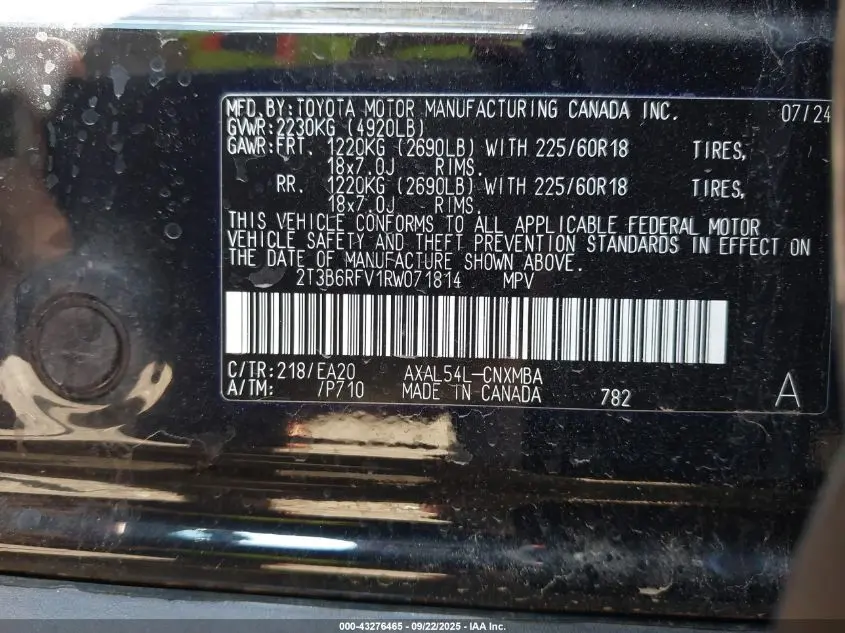 MFD. BY: TOYOTA MOTOR MANUFACTURING CANADA INC. 07/24
GVWR: 2230KG (4920LB)
GAWR: FRT. 1220KG (2690LB) WITH 225/60R18 TIRES,
18x7.0J RIMS.
RR. 1220KG (2690LB) WITH 225/60R18 TIRES,
18x7.0J RIMS.
THIS VEHICLE CONFORMS TO ALL APPLICABLE FEDERAL MOTOR
VEHICLE SAFETY AND THEFT PREVENTION STANDARDS IN EFFECT ON
THE DATE OF MANUFACTURE SHOWN ABOVE.
2T3B6RFV1RW071814 MPV
C/TR: 218/EA20 AXAL54L-CNXMBA
A/TM: /P710 MADE IN CANADA 782 A
000-43276465 - 09/22/2025 - IAA Inc.